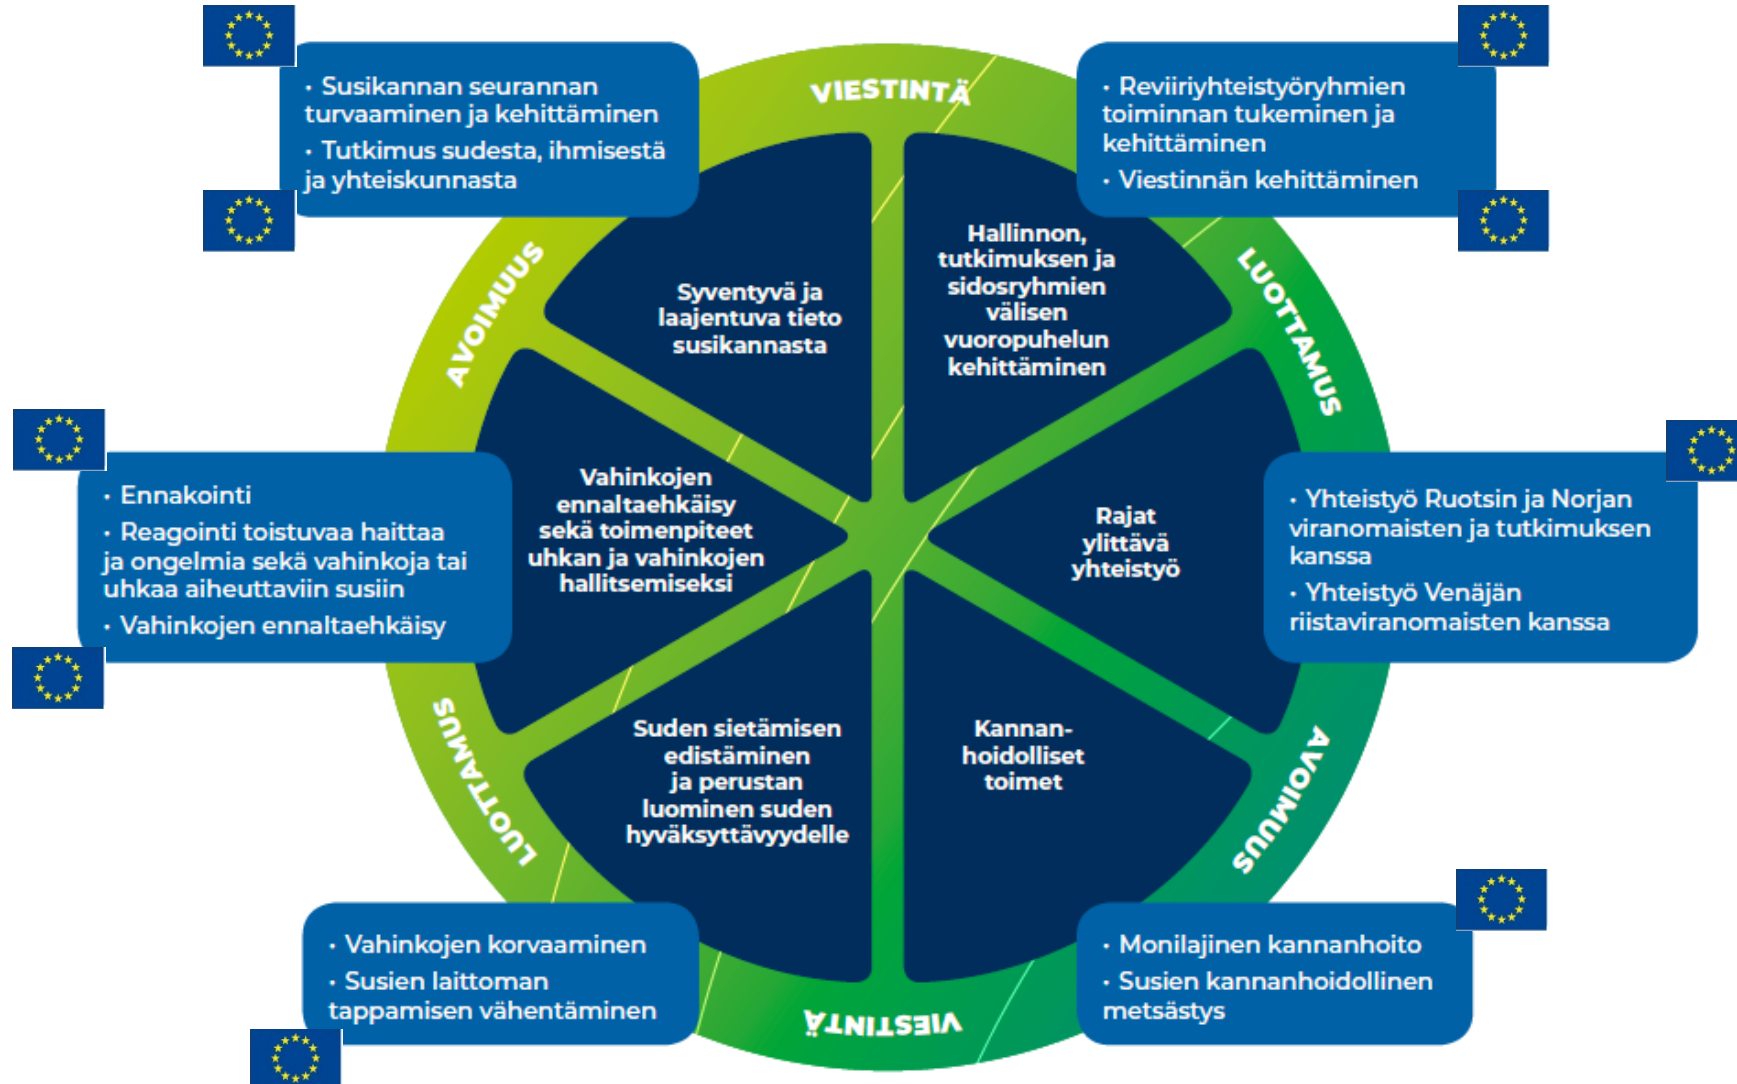 VIESTINTÄ
· Susikannan seurannan
turvaaminen ja kehittäminen
· Tutkimus sudesta, ihmisestä
ja yhteiskunnasta
· Reviiriyhteistyöryhmien
toiminnan tukeminen ja
kehittäminen
· Viestinnän kehittäminen
AVOIMUUS
LUOTTAMUS
Syventyvä ja
laajentuva tieto
susikannasta
Hallinnon,
tutkimuksen ja
sidosryhmien
välisen
vuoropuhelun
kehittäminen
· Ennakointi
· Reagointi toistuvaa haittaa
ja ongelmia sekä vahinkoja tai
uhkaa aiheuttaviin susiin
· Vahinkojen ennaltaehkäisy
Vahinkojen
ennaltaehkäisy
sekä toimenpiteet
uhkan ja vahinkojen
hallitsemiseksi
Rajat
ylittävä
yhteistyö
· Yhteistyö Ruotsin ja Norjan
viranomaisten ja tutkimuksen
kanssa
· Yhteistyö Venäjän
riistaviranomaisten kanssa
LUOTTAMUS
Suden sietämisen
edistäminen
ja perustan
luominen suden
hyväksyttävyydelle
Kannan-
hoidolliset
toimet
AVOIMUUS
· Vahinkojen korvaaminen
· Susien laittoman
tappamisen vähentäminen
· Monilajinen kannanhoito
· Susien kannanhoidollinen
metsästys
VIESTINTÄ